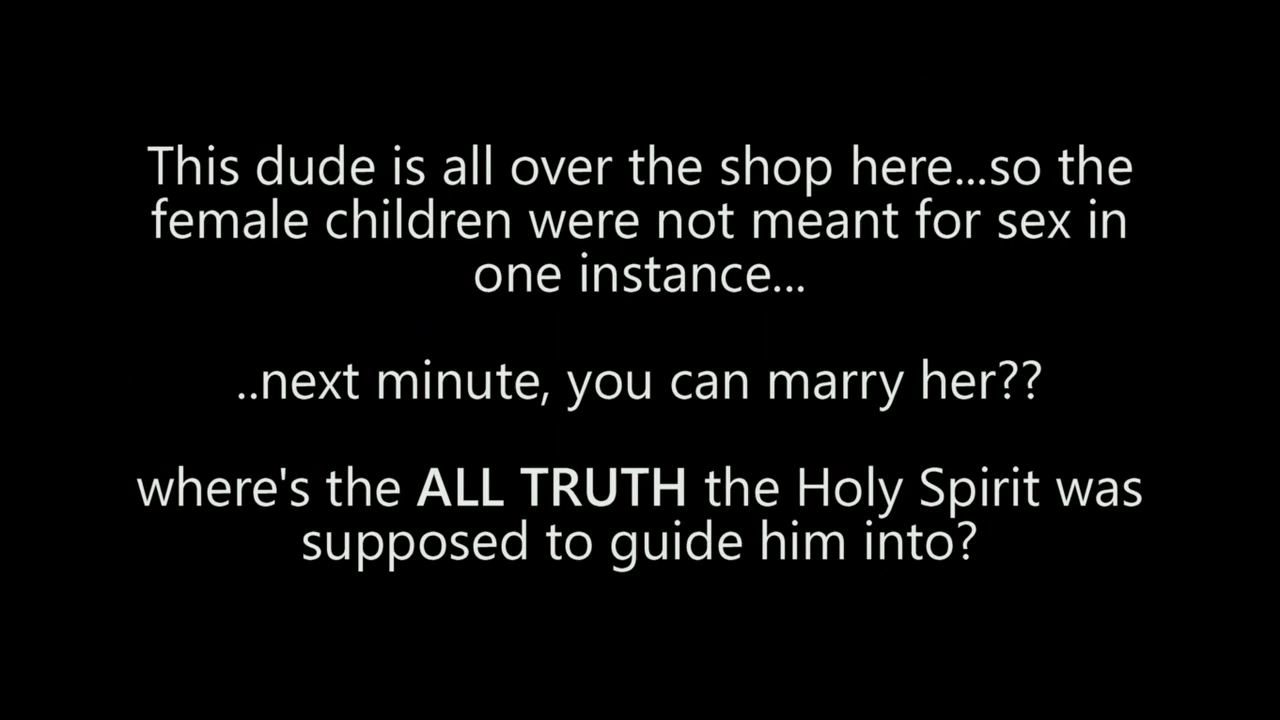 This dude is all over the shop here...so the
female children were not meant for sex in
one instance...
..next minute, you can marry her??
where's the ALL TRUTH the Holy Spirit was
supposed to guide him into?